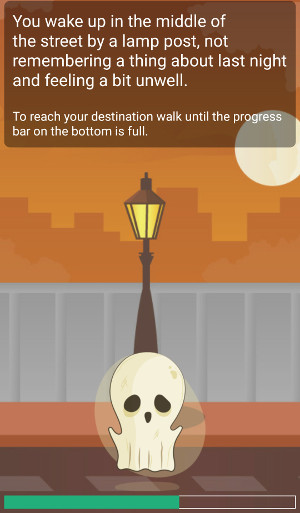 You wake up in the middle of
the street by a lamp post, not
remembering a thing about last night
and feeling a bit unwell.
To reach your destination walk until the progress
bar on the bottom is full.